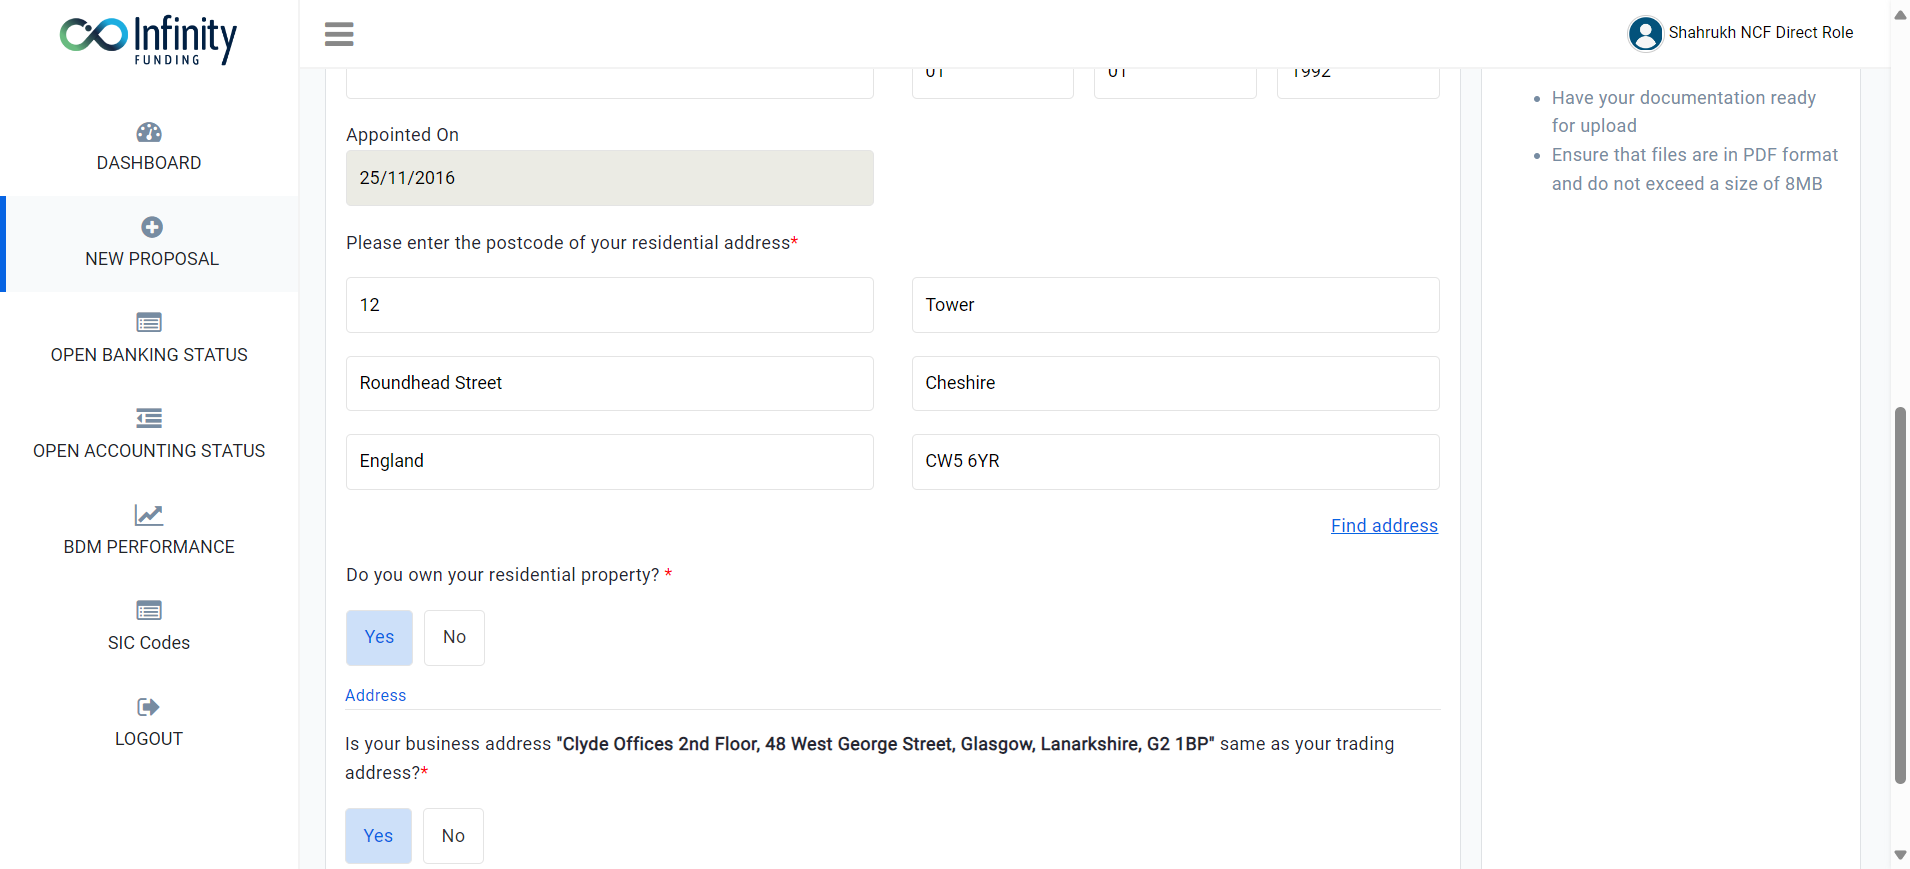 Infinity
FUNDING
Shahrukh NCF Direct Role
DASHBOARD
NEW PROPOSAL
OPEN BANKING STATUS
OPEN ACCOUNTING STATUS
BDM PERFORMANCE
SIC Codes
LOGOUT
01
01
1992
Appointed On
25/11/2016
Please enter the postcode of your residential address*
12
Tower
Roundhead Street
Cheshire
England
CW5 6YR
Find address
Do you own your residential property? *
Yes
No
Address
Is your business address "Clyde Offices 2nd Floor, 48 West George Street, Glasgow, Lanarkshire, G2 1BP" same as your trading
address?*
Yes
No
• Have your documentation ready
for upload
• Ensure that files are in PDF format
and do not exceed a size of 8MB